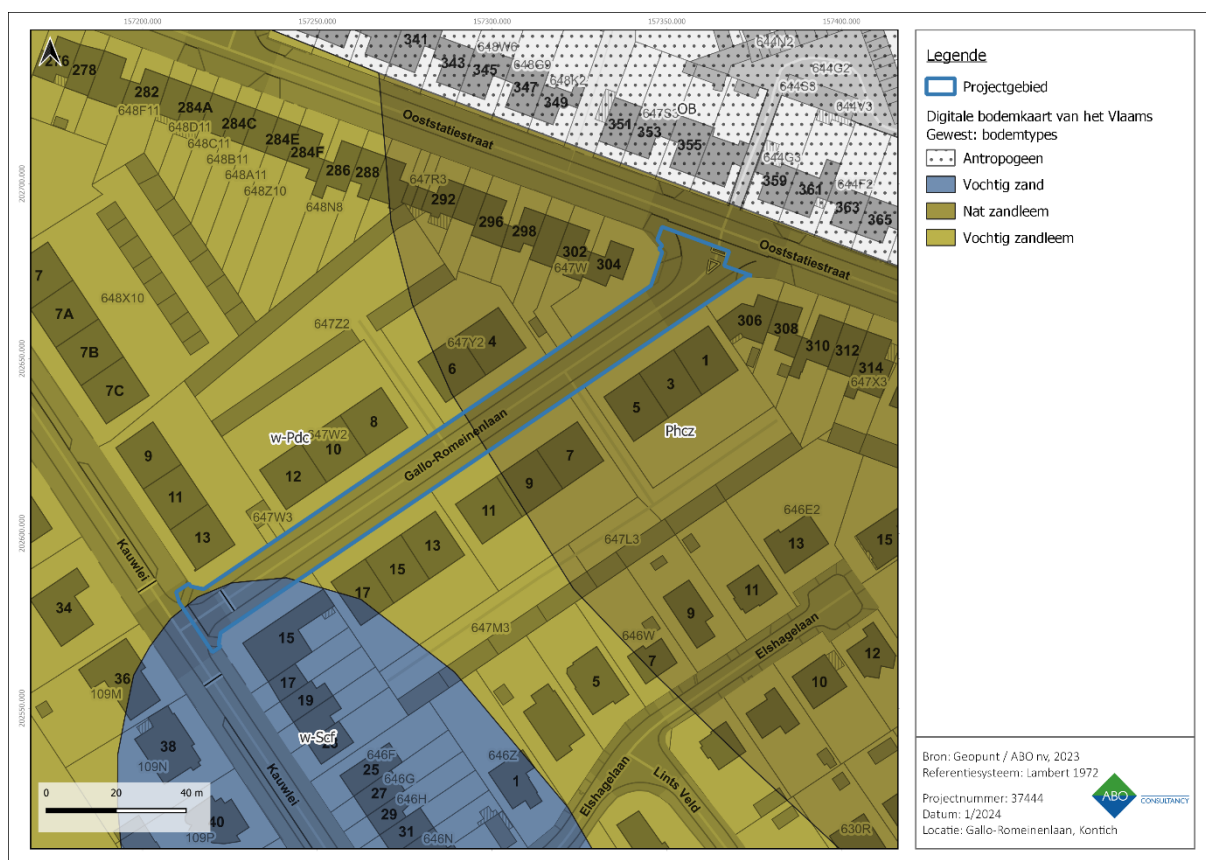 157200.000
157250.000
157300.000
157350.000
157400.000
202700.000
202650.000
202600.000
202550.000
278
282
284A
284C
284E
284F
286
288
292
296
298
302
304
341
343
345
347
349
351
353
355
359
361
363
365
648F11
648D11
648C11
648B11
648A11
648Z10
648N8
647R3
648W6
648G9
648K2
647S3
OB
644N2
644G2
644S3
644V3
644G3
644F2
Ooststatiestraat
Ooststatiestraat
647W
7
7A
7B
7C
648X10
647Z2
647Y2
4
6
306
308
310
312
314
647X3
1
3
5
Phcz
w-Pdc
647W2
8
10
12
Gallo-Romeinenlaan
9
11
13
647W3
7
9
11
13
15
17
647L3
646E2
13
15
11
9
646W
7
Elshagelaan
12
10
5
647M3
Kauwlei
34
36
109M
38
109N
40
109P
15
17
19
w-Scf
646F
25
646G
27
646H
29
31
646N
646Z
1
Kauwlei
Elshagelaan
Lints Veld
630R
0 20 40 m
Legende
Projectgebied
Digitale bodemkaart van het Vlaams
Gewest: bodemtypes
Antropogeen
Vochtig zand
Nat zandleem
Vochtig zandleem
Bron: Geopunt / ABO nv, 2023
Referentiesysteem: Lambert 1972
Projectnummer: 37444
Datum: 1/2024
Locatie: Gallo-Romeinenlaan, Kontich
ABO CONSULTANCY